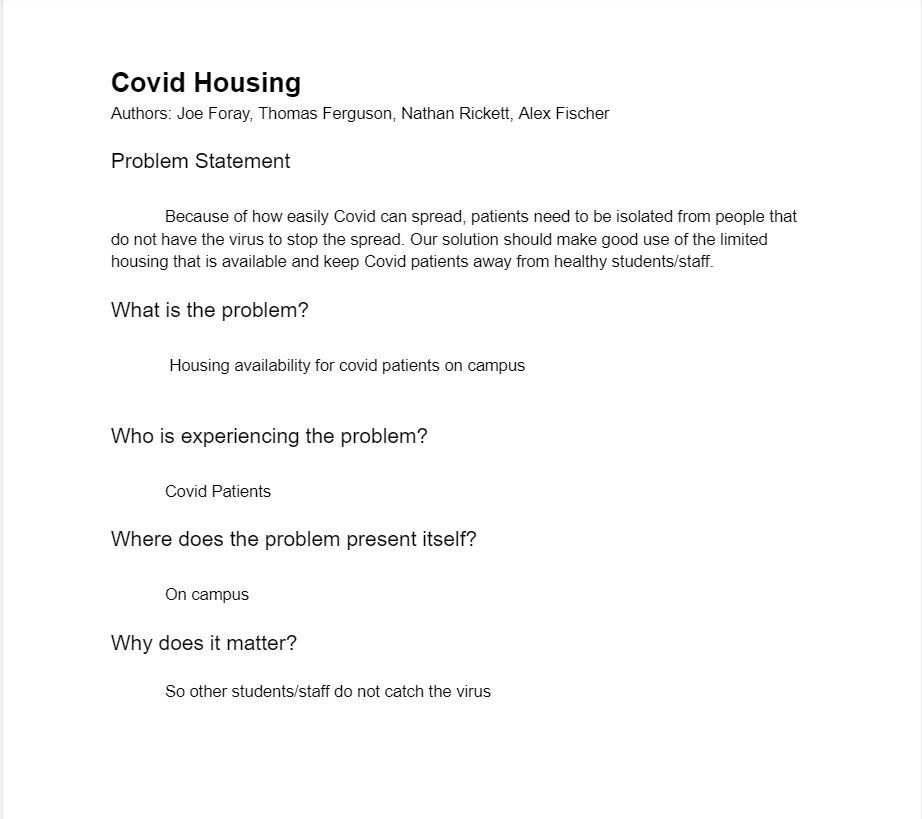 Covid Housing
Authors: Joe Foray, Thomas Ferguson, Nathan Rickett, Alex Fischer
Problem Statement
Because of how easily Covid can spread, patients need to be isolated from people that
do not have the virus to stop the spread. Our solution should make good use of the limited
housing that is available and keep Covid patients away from healthy students/staff.
What is the problem?
Housing availability for covid patients on campus
Who is experiencing the problem?
Covid Patients
Where does the problem present itself?
On campus
Why does it matter?
So other students/staff do not catch the virus